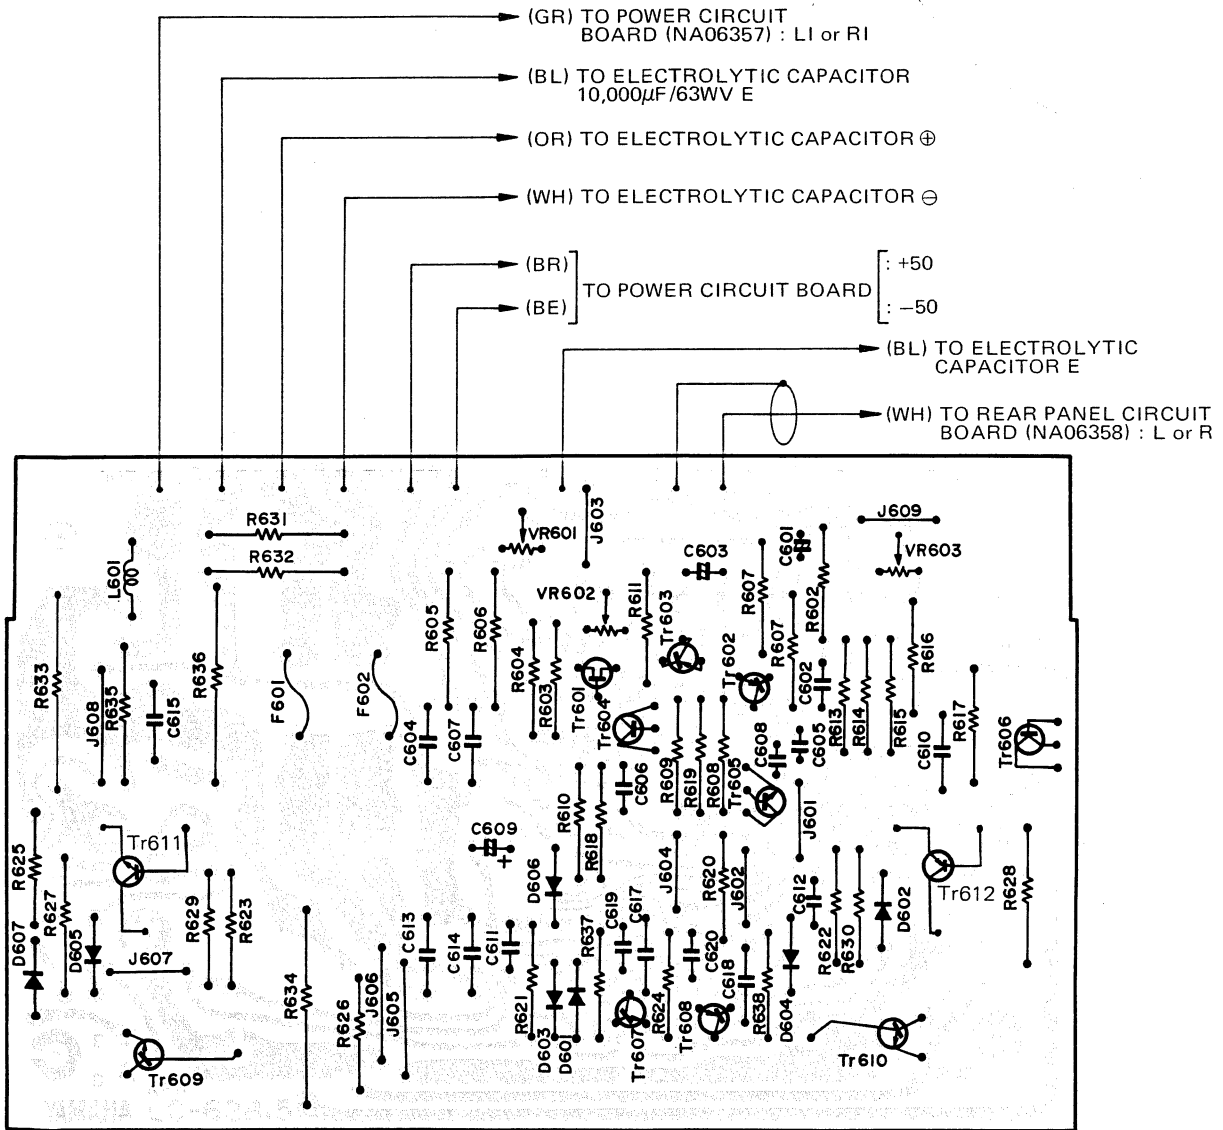 (GR) TO POWER CIRCUIT
BOARD (NA06357) : LI or RI
(BL) TO ELECTROLYTIC CAPACITOR
10,000µF/63WV E
(OR) TO ELECTROLYTIC CAPACITOR ⊕
(WH) TO ELECTROLYTIC CAPACITOR ⊖
(BR)
: +50
TO POWER CIRCUIT BOARD
(BE)
: −50
(BL) TO ELECTROLYTIC
CAPACITOR E
(WH) TO REAR PANEL CIRCUIT
BOARD (NA06358) : L or R
R631
VR601
J603
J609
C601
VR603
R632
C603
L601
VR602
R611
R607
R602
Tr603
R605
R606
R604
R603
Tr602
R607
R616
R633
R636
J608
R635
C615
F601
F602
Tr601
Tr604
C602
R613
R614
R615
C604
C607
C608
C605
C610
R617
Tr606
C606
R609
R619
R608
Tr605
R610
R618
J601
Tr611
C609
+
R625
D606
J604
R620
J602
C612
Tr612
R628
R627
R629
R623
D602
D607
D605
J607
C613
C614
C611
R637
C619
C617
C620
C618
R622
R630
R634
R626
J606
J605
R621
D603
D601
Tr607
R624
Tr608
R638
D604
Tr610
Tr609